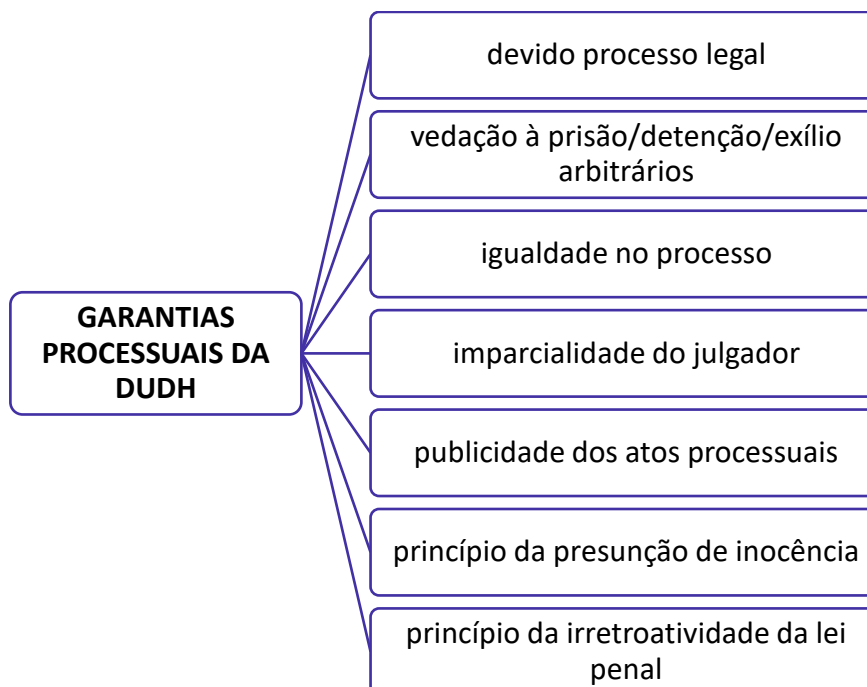 devido processo legal
vedação à prisão/detenção/exílio
arbitrários
igualdade no processo
GARANTIAS
PROCESSUAIS DA
DUDH
imparcialidade do julgador
publicidade dos atos processuais
princípio da presunção de inocência
princípio da irretroatividade da lei
penal